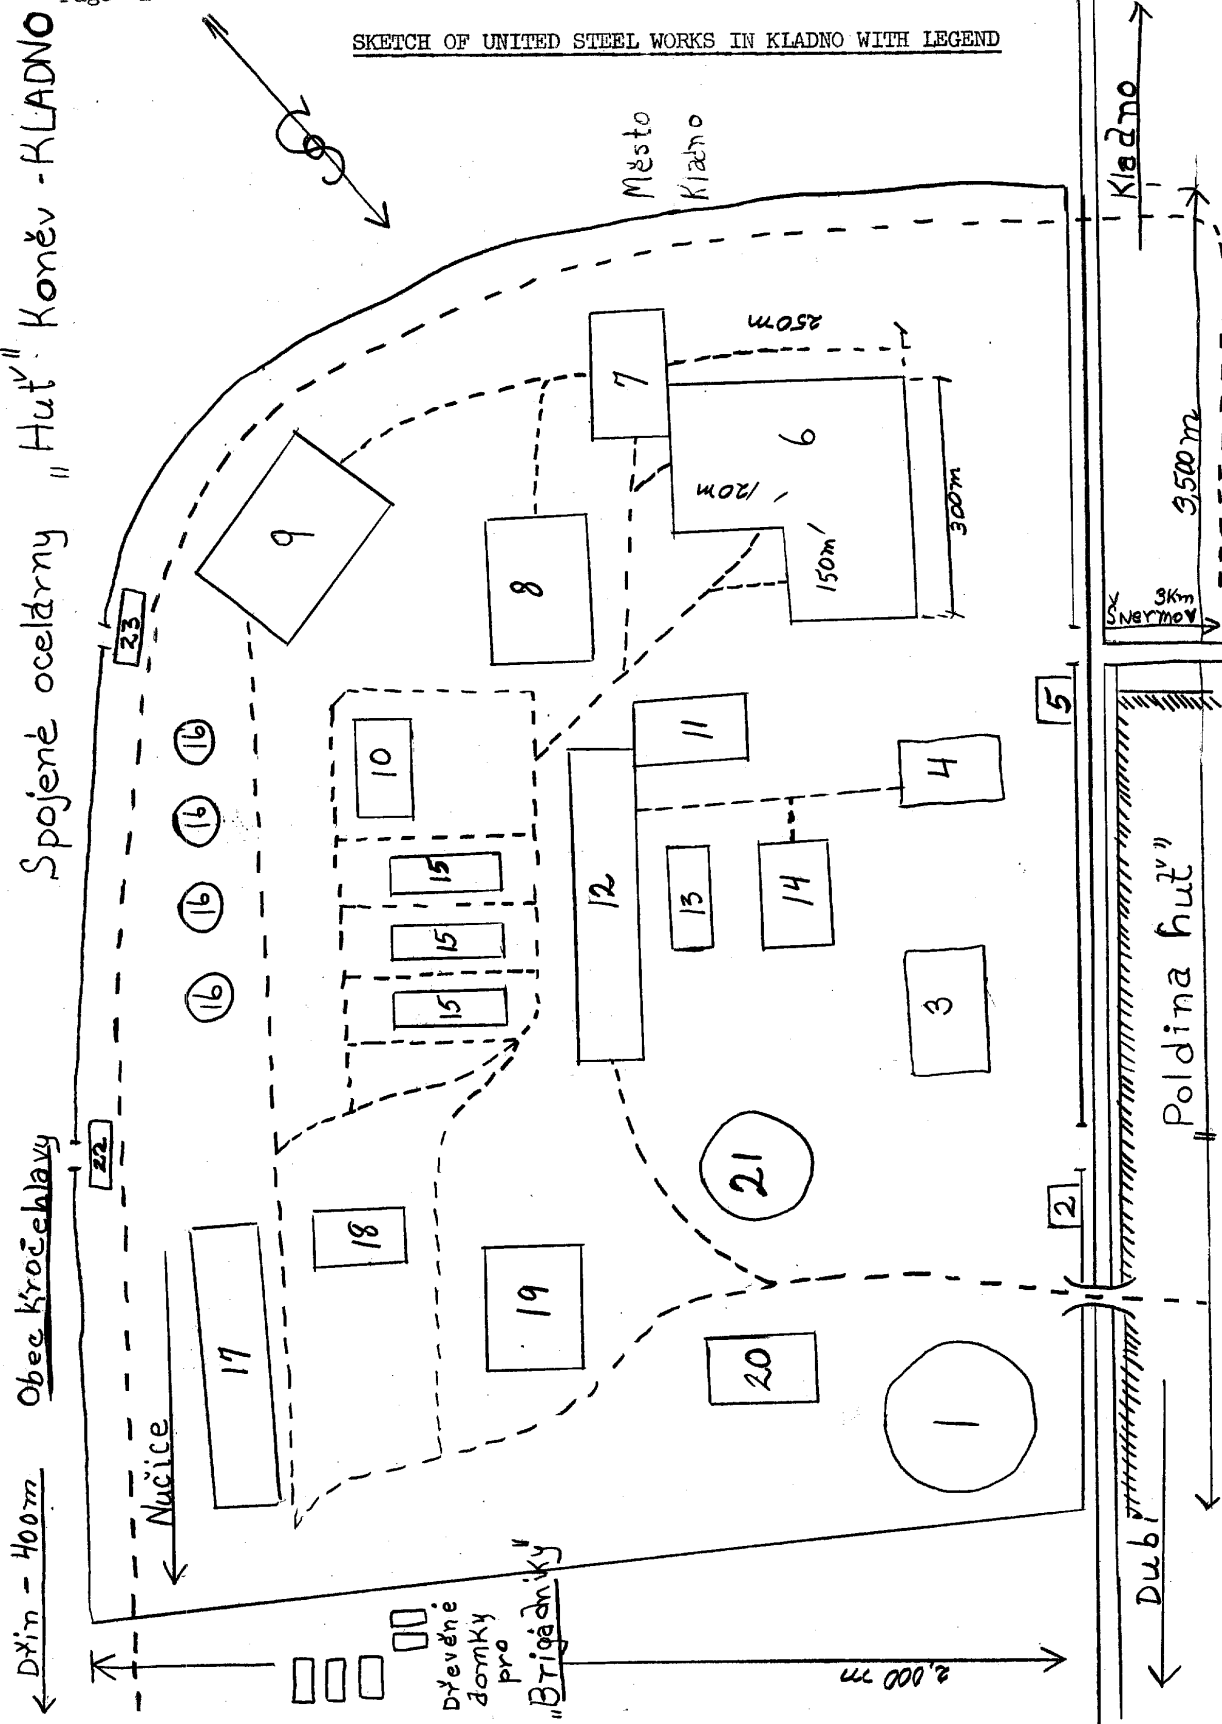 SKETCH OF UNITED STEEL WORKS IN KLADNO WITH LEGEND
Spojené ocelárny „Huť" Koněv - KLADNO
Město
Kladno
Kladno
250m
7
6
120m
150m
300m
3,500m
9
8
23
3Km
16
16
16
16
10
11
5
4
15
15
15
12
13
14
3
Poldina huť"
Obec Kročehlavy
22
21
2
18
17
19
20
1
Dřín - 400m
Nučice
Dřevěné
domky
pro
„Brigádníky"
2,000 m
Dubí